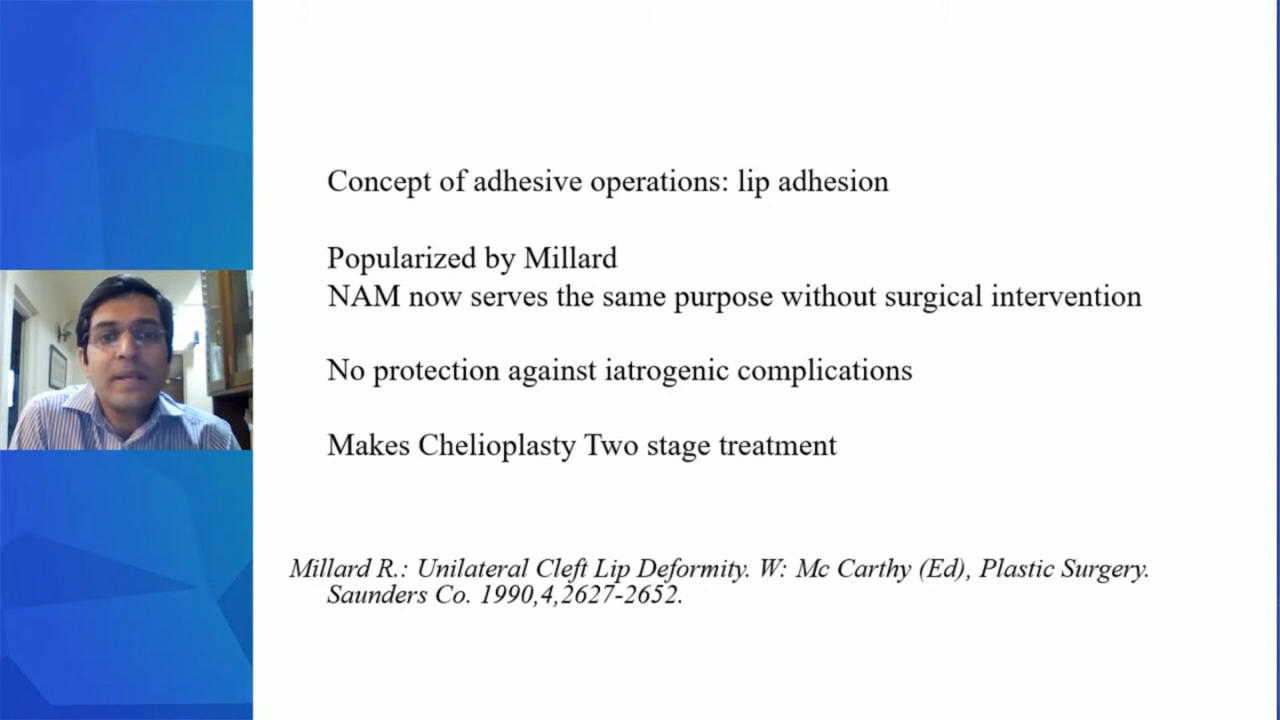 Concept of adhesive operations: lip adhesion
Popularized by Millard
NAM now serves the same purpose without surgical intervention
No protection against iatrogenic complications
Makes Chelioplasty Two stage treatment
Millard R.: Unilateral Cleft Lip Deformity. W: Mc Carthy (Ed), Plastic Surgery.
Saunders Co. 1990,4,2627-2652.